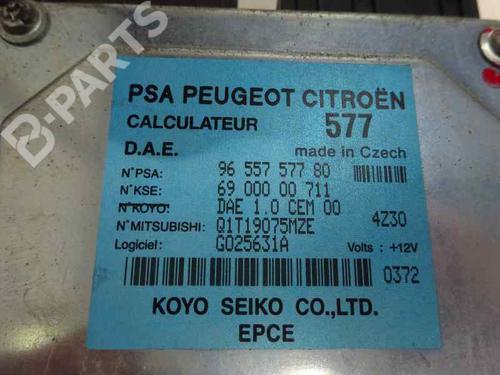 B-PARTS
PSA PEUGEOT CITROËN
CALCULATEUR 577
D.A.E. made in Czech
N°PSA: 96 557 577 80
N°KSE: 69 000 00 711
N°KOYO: DAE 1.0 CEM 00
N°MITSUBISHI: Q1T19075MZE 4Z30
Logiciel: G025631A Volts : +12V
0372
KOYO SEIKO CO.,LTD.
EPCE